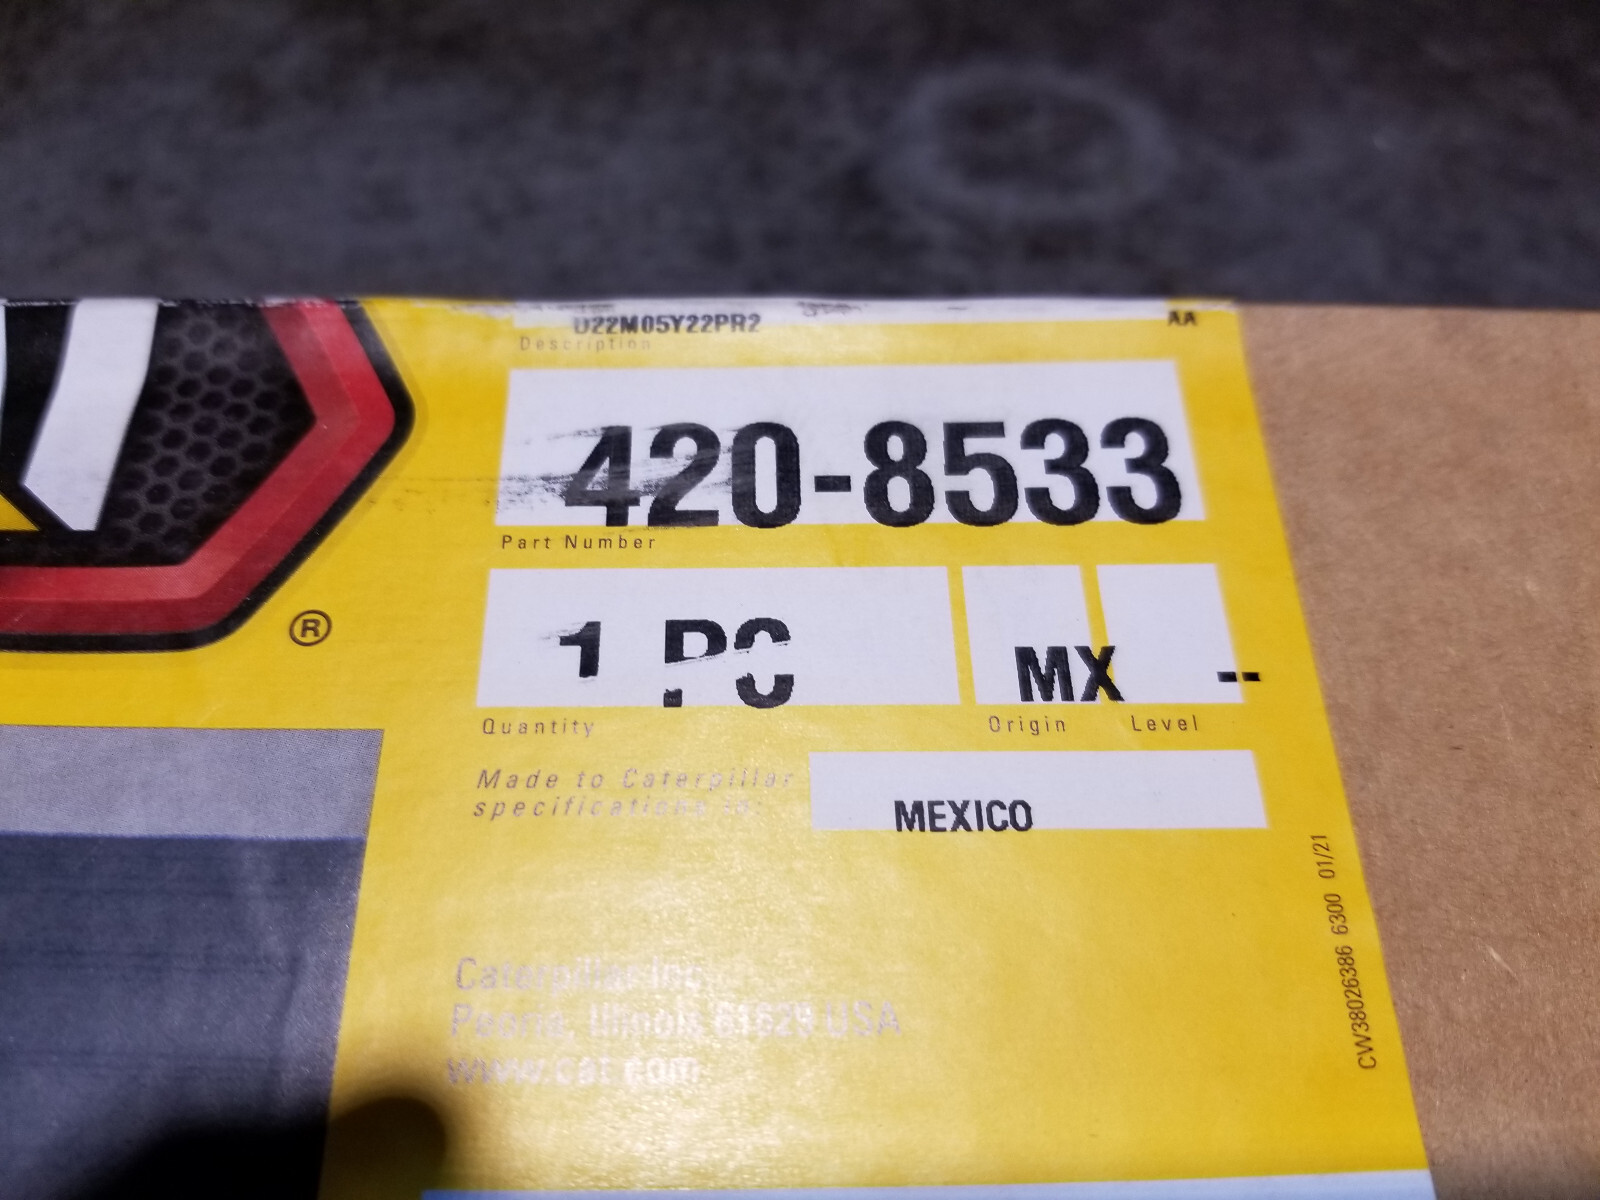 D22M05Y22PR2 AA
Description
420-8533
Part Number
1 PC MX --
Quantity Origin Level
Made to Caterpillar
specifications in:
MEXICO
Caterpillar Inc.
Peoria, Illinois 61629 USA
www.cat.com
CW38026386 6300 01/21
®